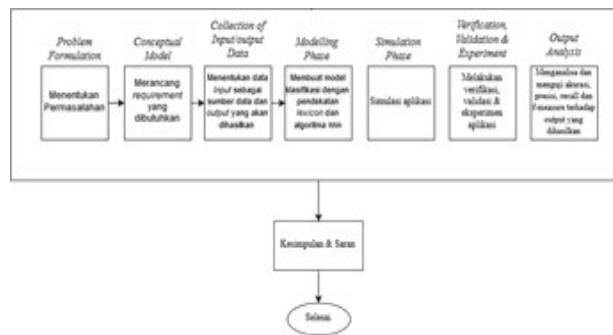 Problem
Formulation
Menentukan
Permasalahan
Conceptual
Model
Merancang
requirement
yang
dibutuhkan
Collection of
Input/output
Data
Menentukan data
input sebagai
sumber data dan
output yang akan
dihasilkan
Modelling
Phase
Membuat model
klasifikasi dengan
pendekatan
lexicon dan
algoritma knn
Simulation
Phase
Simulasi aplikasi
Verification,
Validation &
Experiment
Melakukan
verifikasi,
validasi &
eksperimen
aplikasi
Output
Analysis
Menganalisa dan
menguji akurasi,
presisi, recall dan
f-measure terhadap
output yang
dihasilkan
Kesimpulan & Saran
Selesai